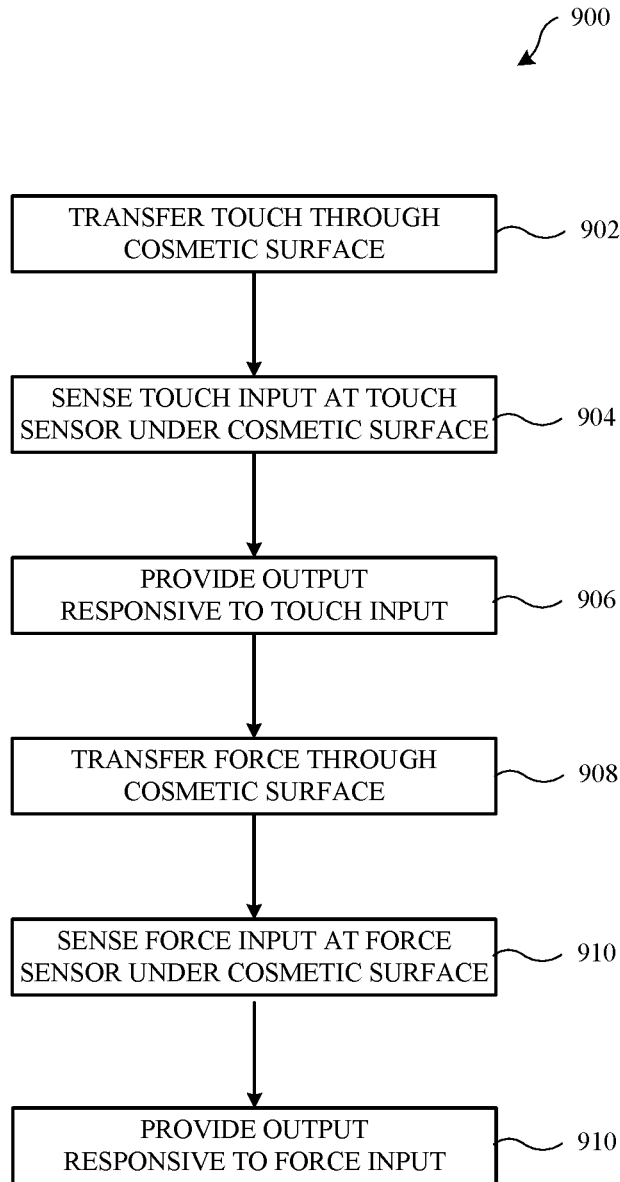 900
TRANSFER TOUCH THROUGH
COSMETIC SURFACE
902
SENSE TOUCH INPUT AT TOUCH
SENSOR UNDER COSMETIC SURFACE
904
PROVIDE OUTPUT
RESPONSIVE TO TOUCH INPUT
906
TRANSFER FORCE THROUGH
COSMETIC SURFACE
908
SENSE FORCE INPUT AT FORCE
SENSOR UNDER COSMETIC SURFACE
910
PROVIDE OUTPUT
RESPONSIVE TO FORCE INPUT
910